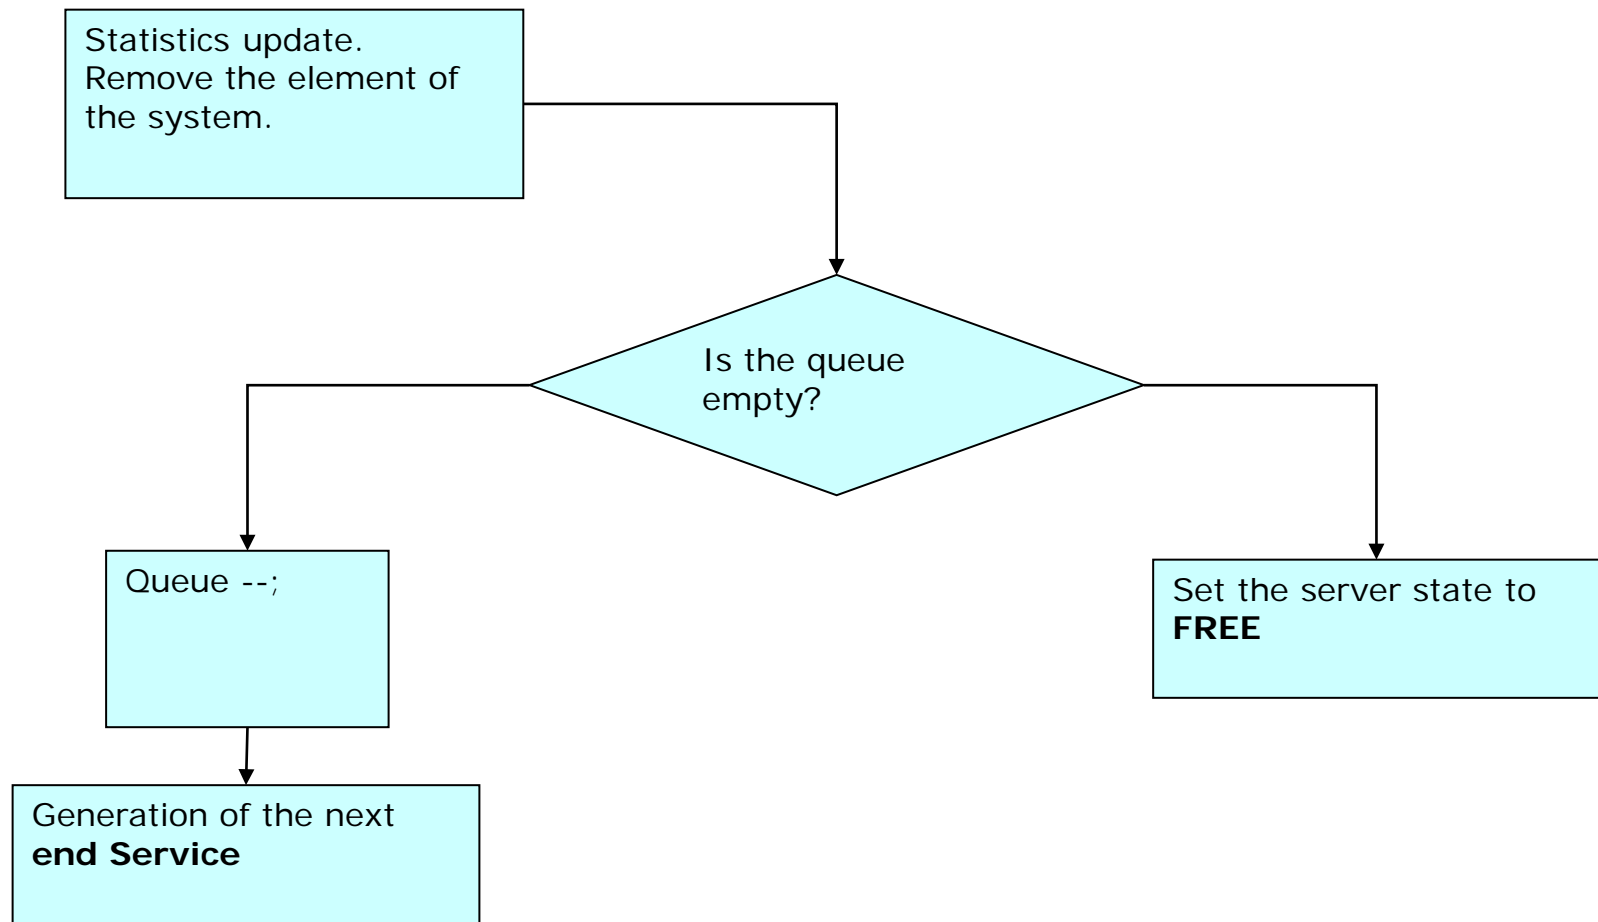 Statistics update.
Remove the element of
the system.
Is the queue
empty?
Queue --;
Set the server state to
FREE
Generation of the next
end Service